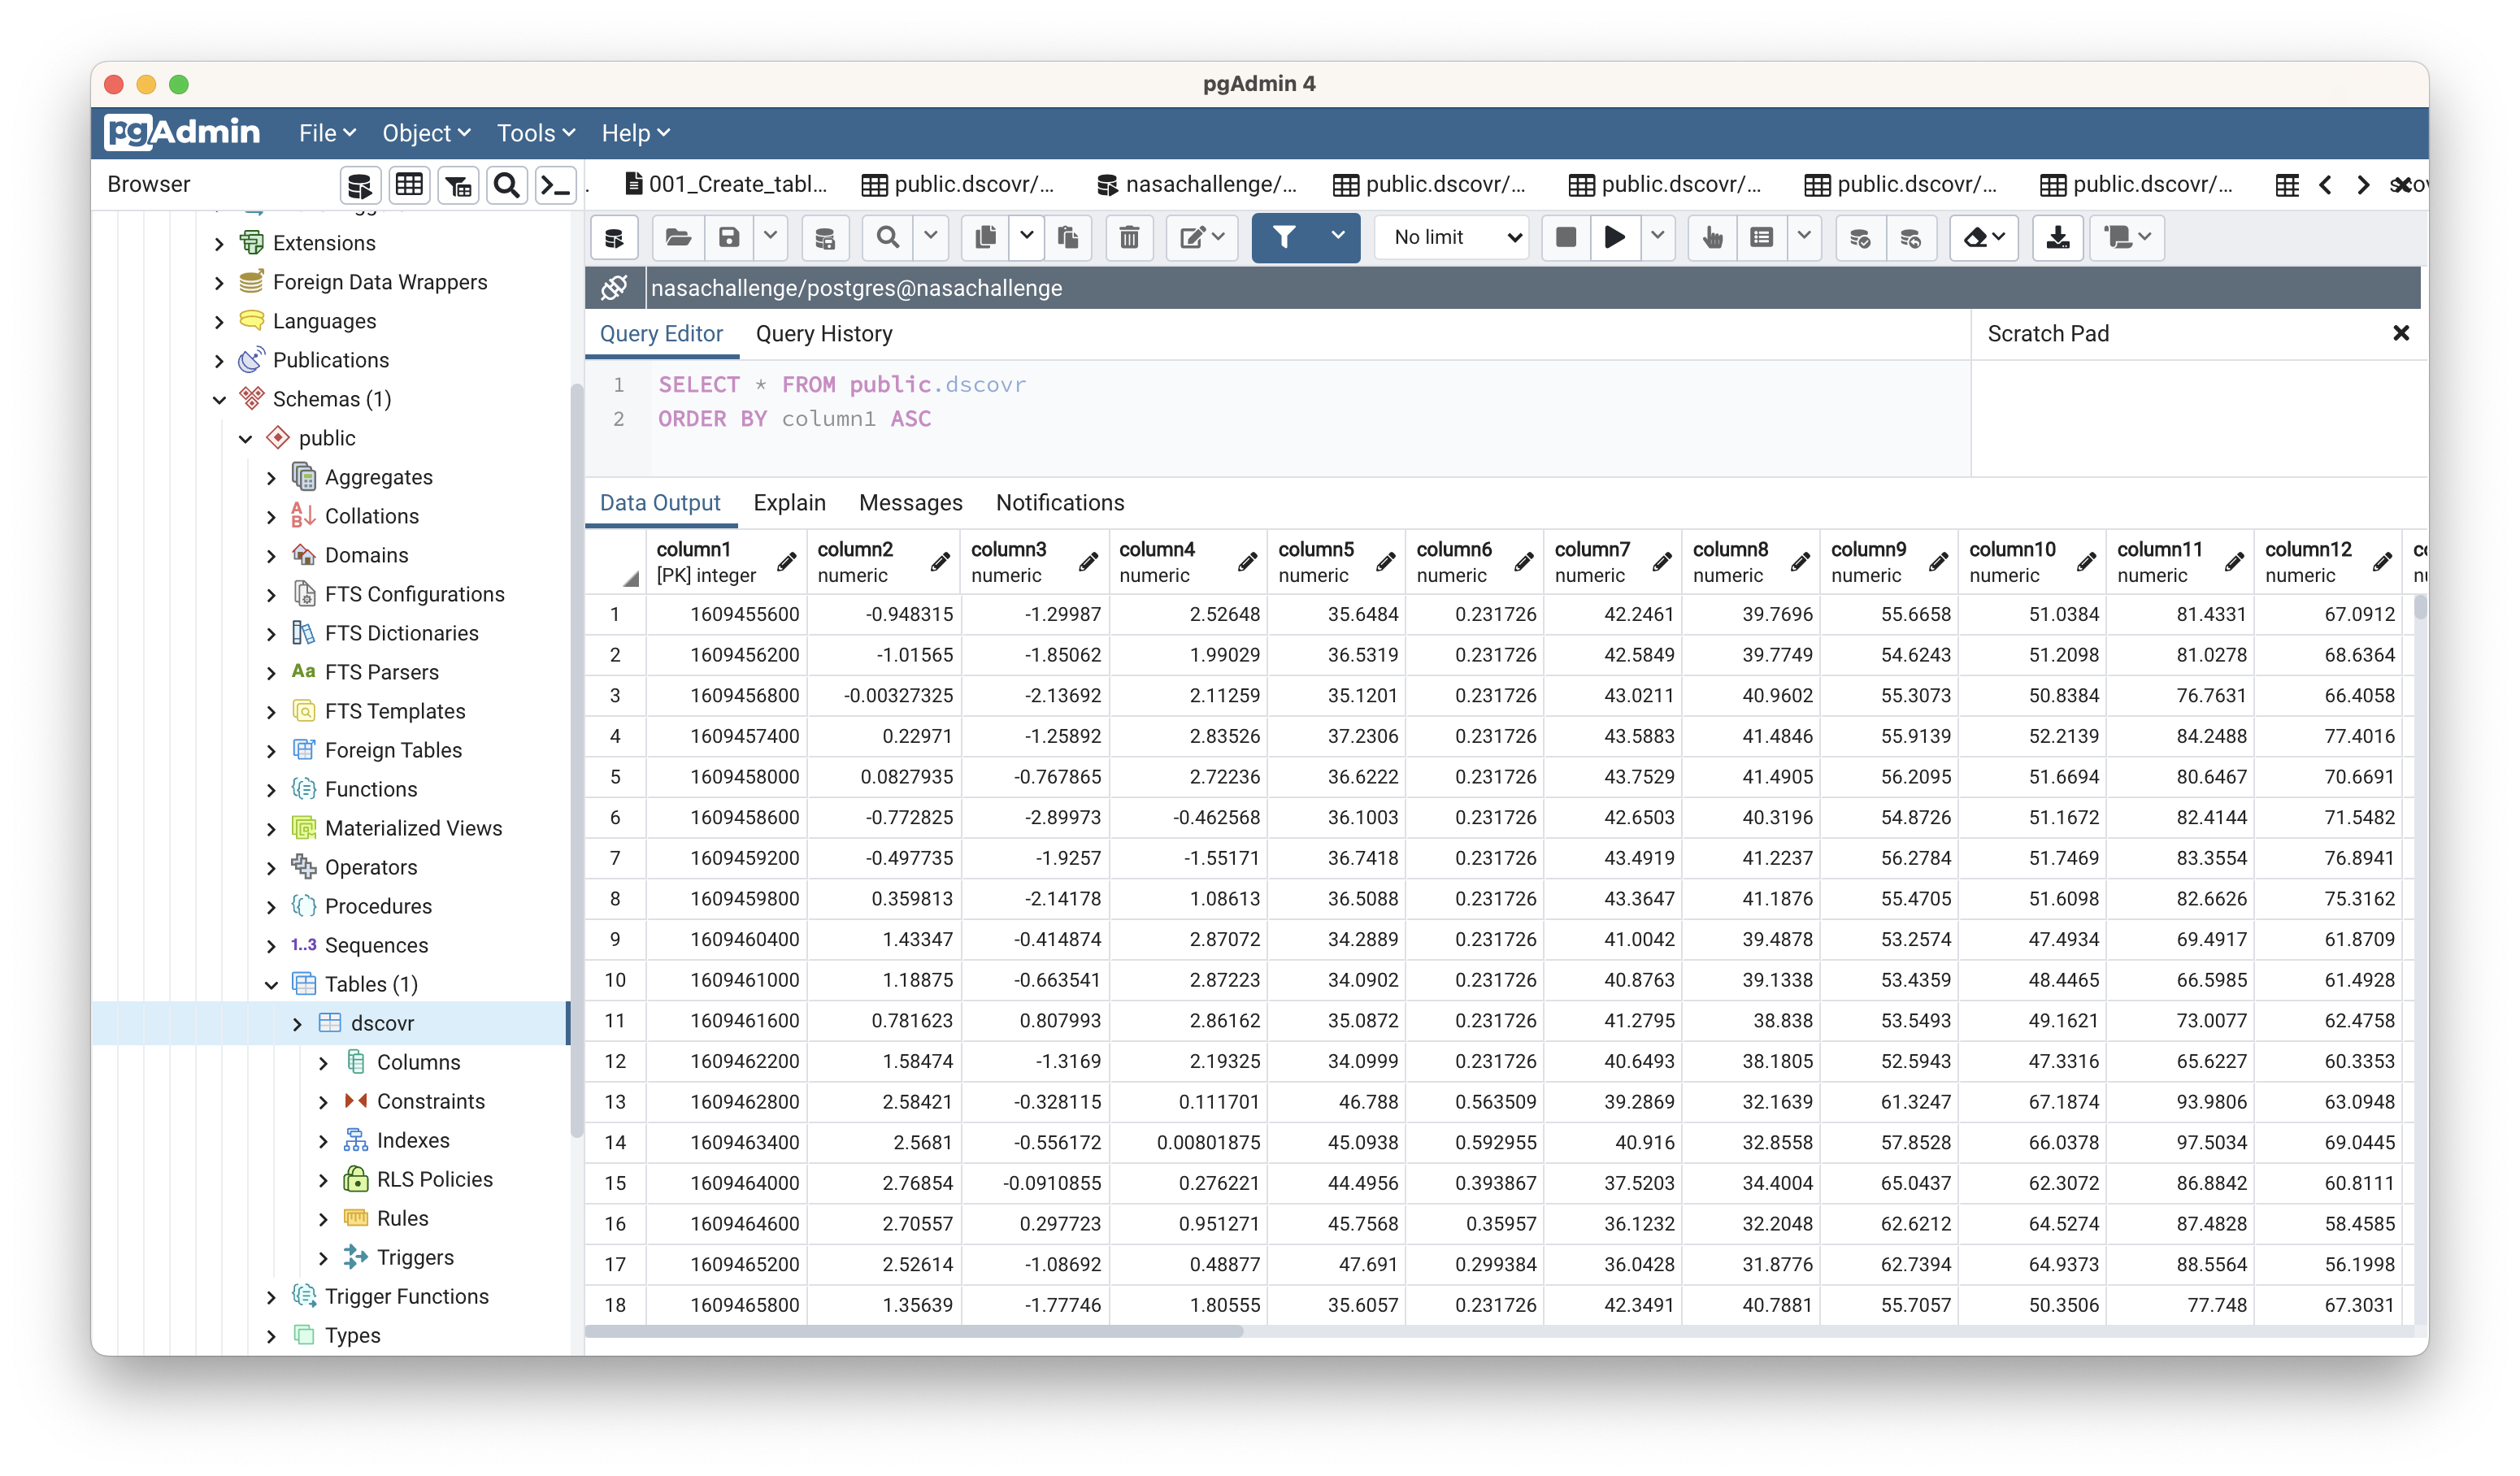 pgAdmin 4
pgAdmin File Object Tools Help
Browser
001_Create_tabl... public.dscovr/... nasachallenge/... public.dscovr/... public.dscovr/... public.dscovr/... public.dscovr/...
No limit
nasachallenge/postgres@nasachallenge
Query Editor Query History
Scratch Pad
1 SELECT * FROM public.dscovr
2 ORDER BY column1 ASC
Extensions
Foreign Data Wrappers
Languages
Publications
Schemas (1)
public
Aggregates
Collations
Domains
FTS Configurations
FTS Dictionaries
Aa FTS Parsers
FTS Templates
Foreign Tables
Functions
Materialized Views
Operators
Procedures
1..3 Sequences
Tables (1)
dscovr
Columns
Constraints
Indexes
RLS Policies
Rules
Triggers
Trigger Functions
Types
Data Output Explain Messages Notifications
column1 column2 column3 column4 column5 column6 column7 column8 column9 column10 column11 column12
[PK] integer numeric numeric numeric numeric numeric numeric numeric numeric numeric numeric numeric
1 1609455600 -0.948315 -1.29987 2.52648 35.6484 0.231726 42.2461 39.7696 55.6658 51.0384 81.4331 67.0912
2 1609456200 -1.01565 -1.85062 1.99029 36.5319 0.231726 42.5849 39.7749 54.6243 51.2098 81.0278 68.6364
3 1609456800 -0.00327325 -2.13692 2.11259 35.1201 0.231726 43.0211 40.9602 55.3073 50.8384 76.7631 66.4058
4 1609457400 0.22971 -1.25892 2.83526 37.2306 0.231726 43.5883 41.4846 55.9139 52.2139 84.2488 77.4016
5 1609458000 0.0827935 -0.767865 2.72236 36.6222 0.231726 43.7529 41.4905 56.2095 51.6694 80.6467 70.6691
6 1609458600 -0.772825 -2.89973 -0.462568 36.1003 0.231726 42.6503 40.3196 54.8726 51.1672 82.4144 71.5482
7 1609459200 -0.497735 -1.9257 -1.55171 36.7418 0.231726 43.4919 41.2237 56.2784 51.7469 83.3554 76.8941
8 1609459800 0.359813 -2.14178 1.08613 36.5088 0.231726 43.3647 41.1876 55.4705 51.6098 82.6626 75.3162
9 1609460400 1.43347 -0.414874 2.87072 34.2889 0.231726 41.0042 39.4878 53.2574 47.4934 69.4917 61.8709
10 1609461000 1.18875 -0.663541 2.87223 34.0902 0.231726 40.8763 39.1338 53.4359 48.4465 66.5985 61.4928
11 1609461600 0.781623 0.807993 2.86162 35.0872 0.231726 41.2795 38.838 53.5493 49.1621 73.0077 62.4758
12 1609462200 1.58474 -1.3169 2.19325 34.0999 0.231726 40.6493 38.1805 52.5943 47.3316 65.6227 60.3353
13 1609462800 2.58421 -0.328115 0.111701 46.788 0.563509 39.2869 32.1639 61.3247 67.1874 93.9806 63.0948
14 1609463400 2.5681 -0.556172 0.00801875 45.0938 0.592955 40.916 32.8558 57.8528 66.0378 97.5034 69.0445
15 1609464000 2.76854 -0.0910855 0.276221 44.4956 0.393867 37.5203 34.4004 65.0437 62.3072 86.8842 60.8111
16 1609464600 2.70557 0.297723 0.951271 45.7568 0.35957 36.1232 32.2048 62.6212 64.5274 87.4828 58.4585
17 1609465200 2.52614 -1.08692 0.48877 47.691 0.299384 36.0428 31.8776 62.7394 64.9373 88.5564 56.1998
18 1609465800 1.35639 -1.77746 1.80555 35.6057 0.231726 42.3491 40.7881 55.7057 50.3506 77.748 67.3031